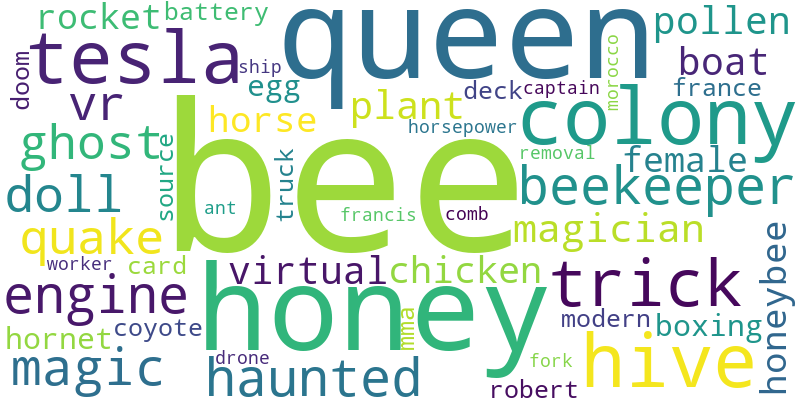 rocket
battery
queen
pollen
doom
tesla
ship
boat
egg
deck
captain
morocco
france
vr
plant
colony
ghost
horse
horsepower
source
truck
bee
removal
female
doll
ant
francis
comb
beekeeper
quake
magician
worker
card
virtual
chicken
trick
honeybee
engine
honey
hornet
coyote
mma
modern
boxing
magic
drone
haunted
fork
hive
robert